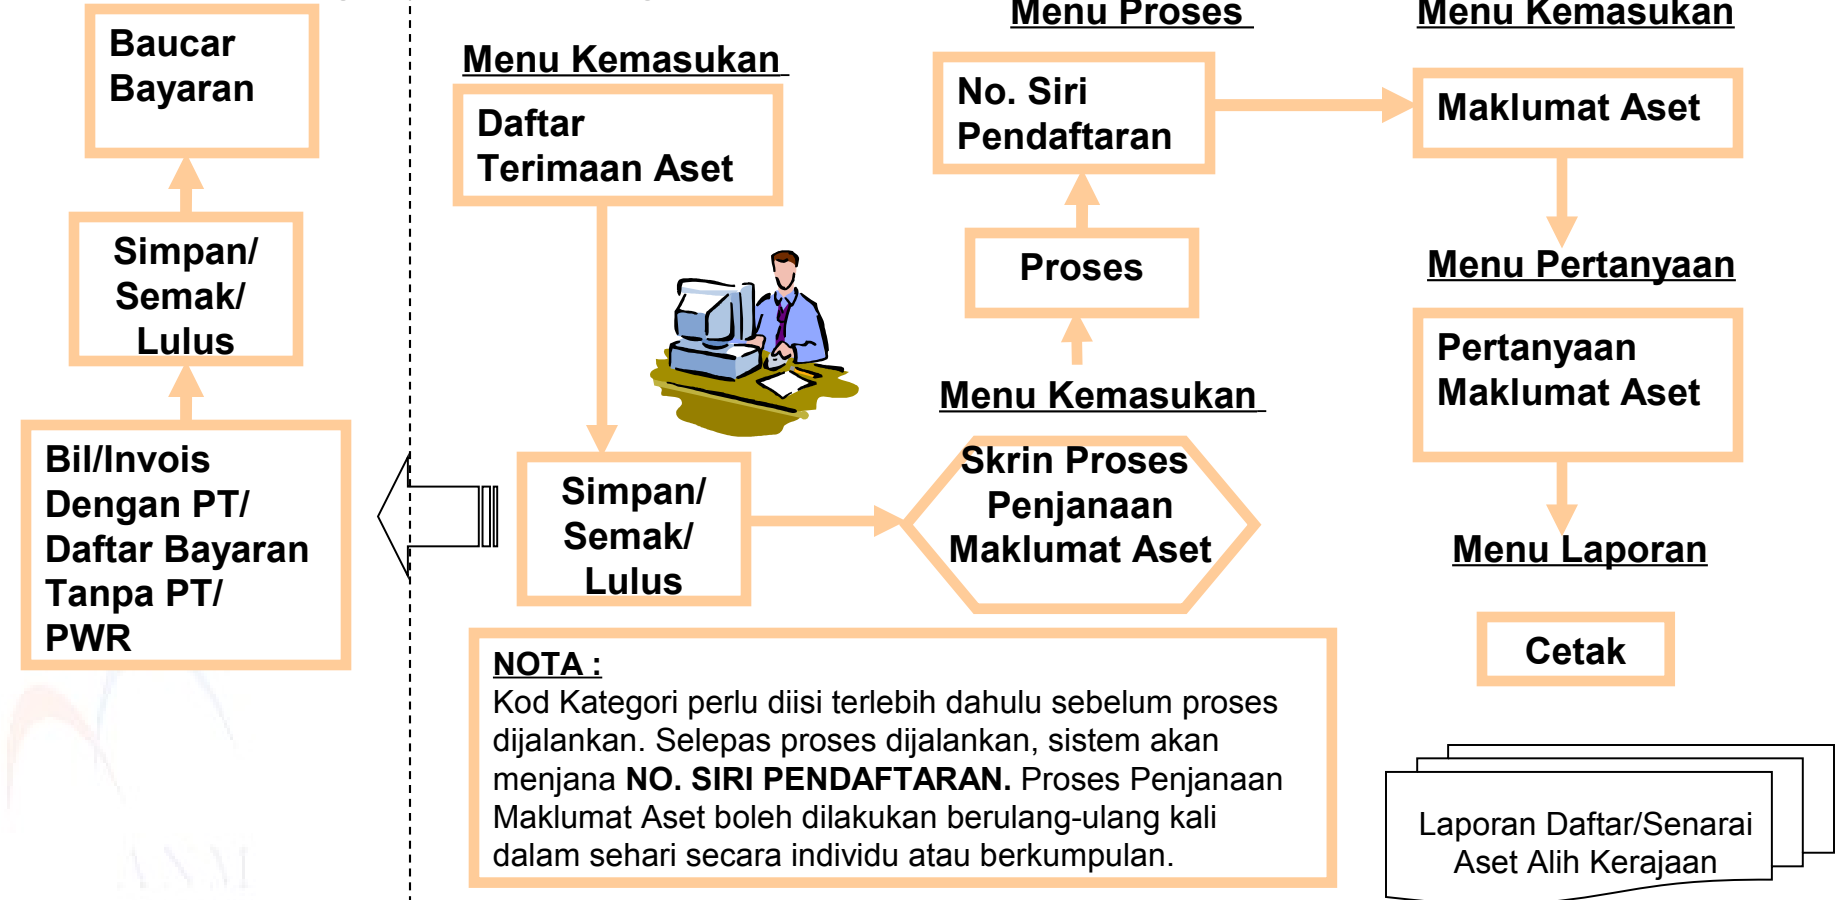 Baucar
Bayaran
Simpan/
Semak/
Lulus
Bil/Invois
Dengan PT/
Daftar Bayaran
Tanpa PT/
PWR
Menu Kemasukan
Daftar
Terimaan Aset
Simpan/
Semak/
Lulus
Menu Proses
No. Siri
Pendaftaran
Proses
Menu Kemasukan
Skrin Proses
Penjanaan
Maklumat Aset
Menu Kemasukan
Maklumat Aset
Menu Pertanyaan
Pertanyaan
Maklumat Aset
Menu Laporan
Cetak
Laporan Daftar/Senarai
Aset Alih Kerajaan
NOTA :
Kod Kategori perlu diisi terlebih dahulu sebelum proses
dijalankan. Selepas proses dijalankan, sistem akan
menjana NO. SIRI PENDAFTARAN. Proses Penjanaan
Maklumat Aset boleh dilakukan berulang-ulang kali
dalam sehari secara individu atau berkumpulan.